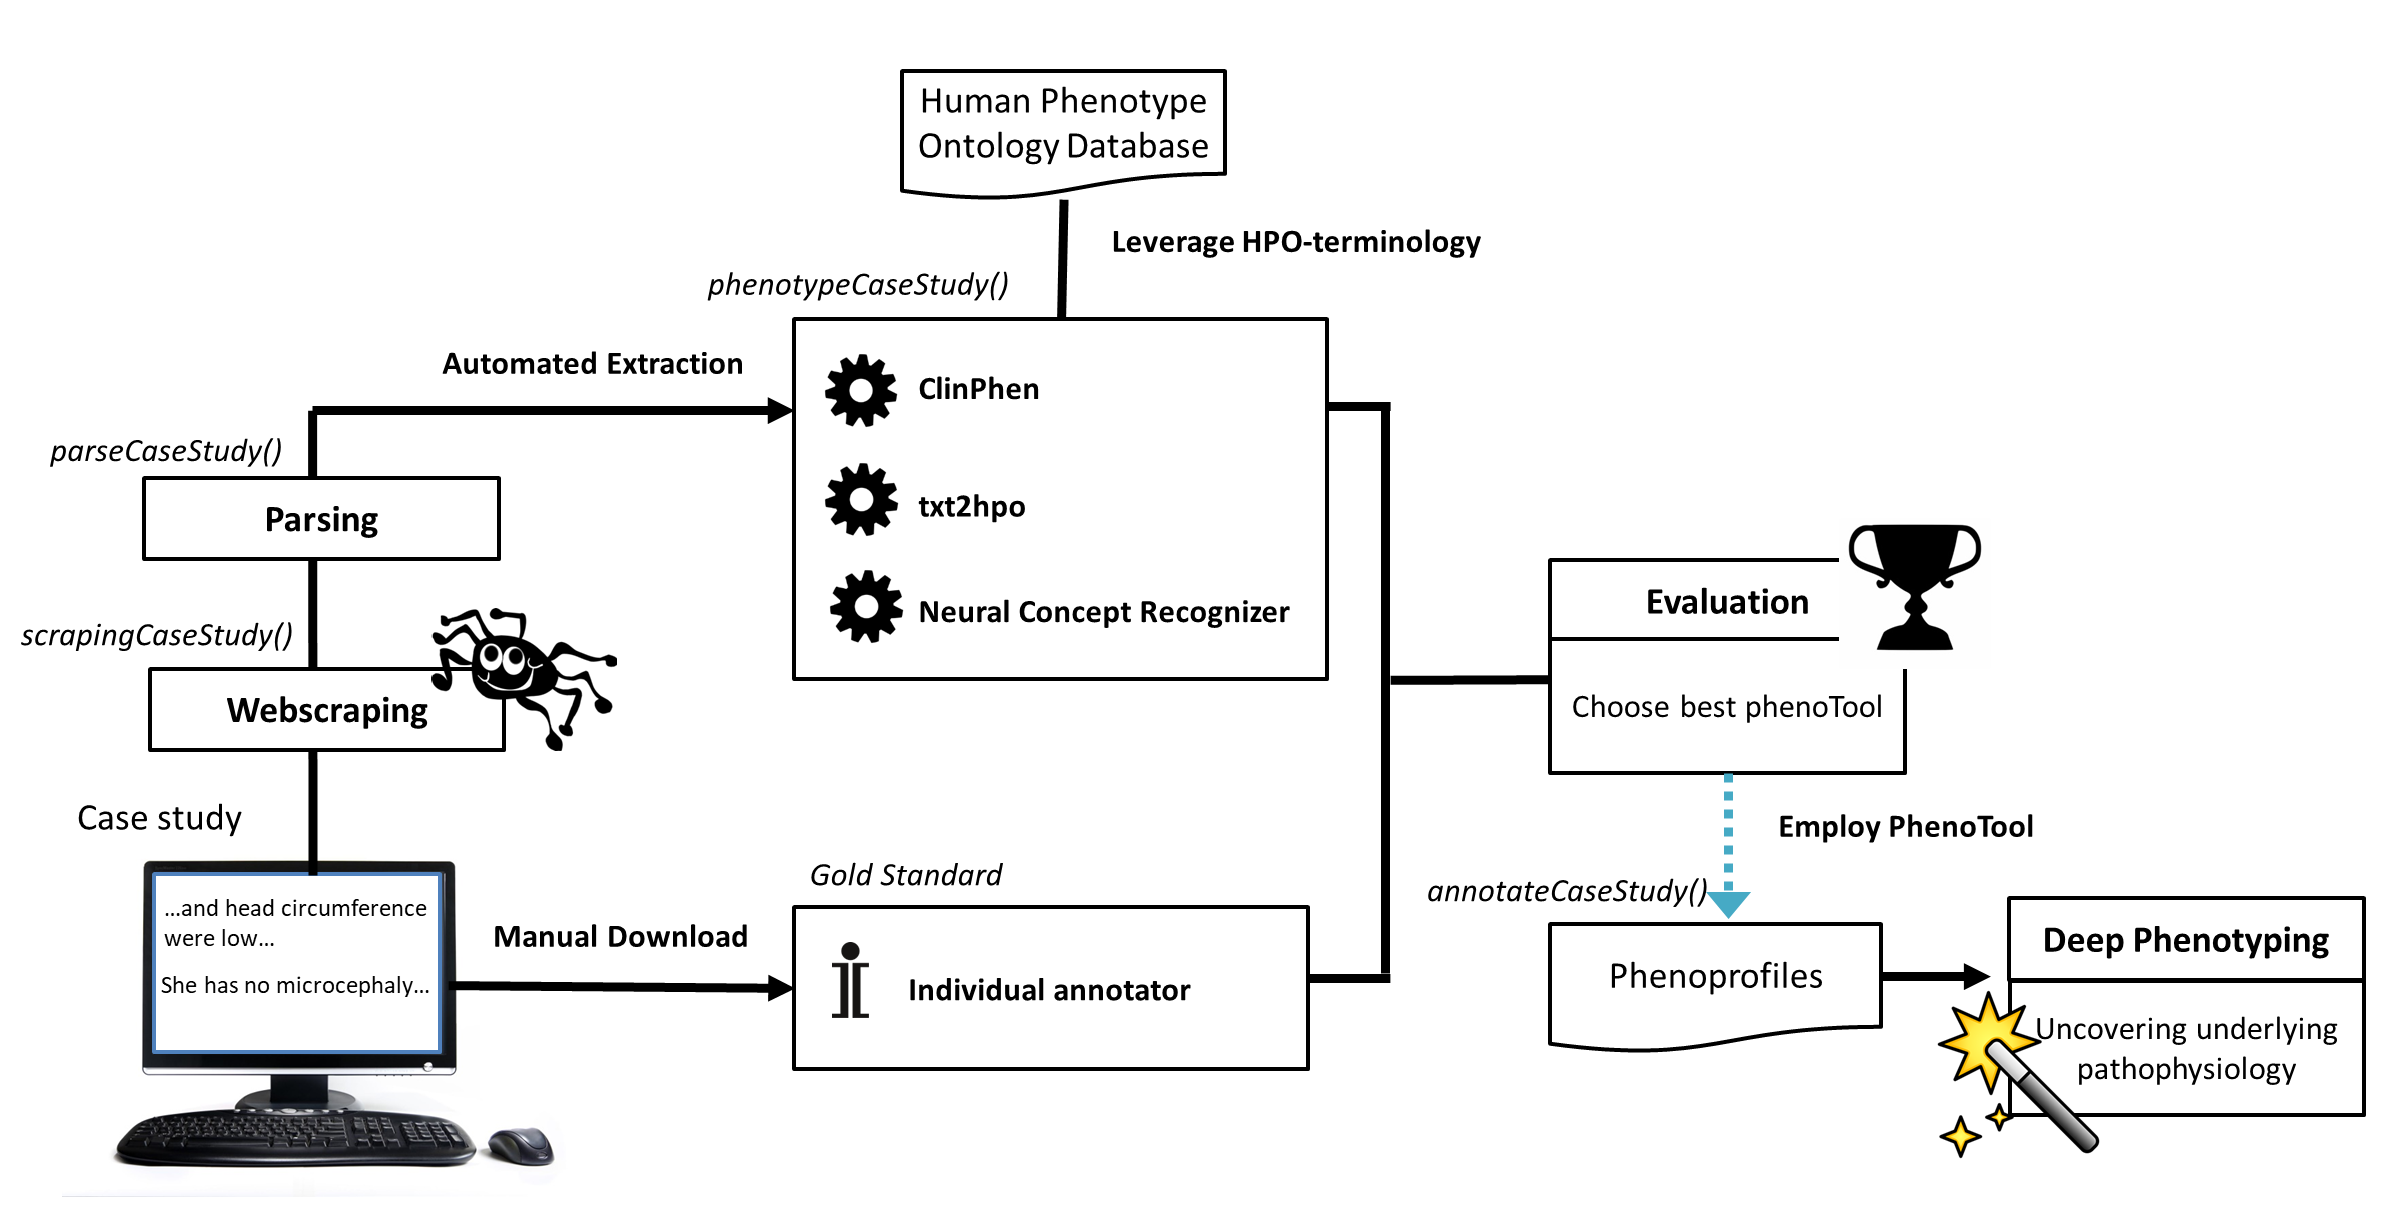 Human Phenotype
Ontology Database
Leverage HPO-terminology
phenotypeCaseStudy()
Automated Extraction
ClinPhen
txt2hpo
Neural Concept Recognizer
parseCaseStudy()
Parsing
scrapingCaseStudy()
Webscraping
Case study
...and head circumference
were low...
She has no microcephaly...
Manual Download
Gold Standard
Individual annotator
Evaluation
Choose best phenoTool
Employ PhenoTool
annotateCaseStudy()
Phenoprofiles
Deep Phenotyping
Uncovering underlying
pathophysiology